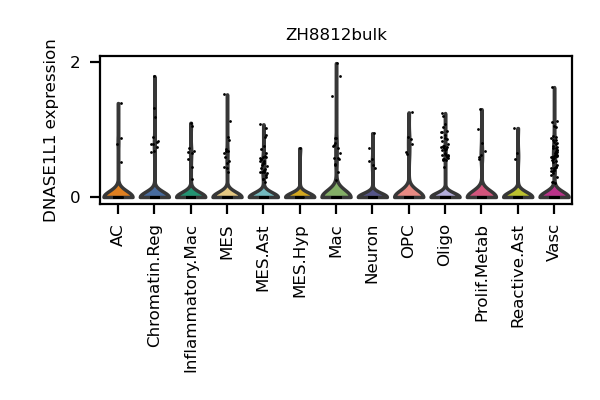 ZH8812bulk
DNASE1L1 expression
2
0
AC
Chromatin.Reg
Inflammatory.Mac
MES
MES.Ast
MES.Hyp
Mac
Neuron
OPC
Oligo
Prolif.Metab
Reactive.Ast
Vasc